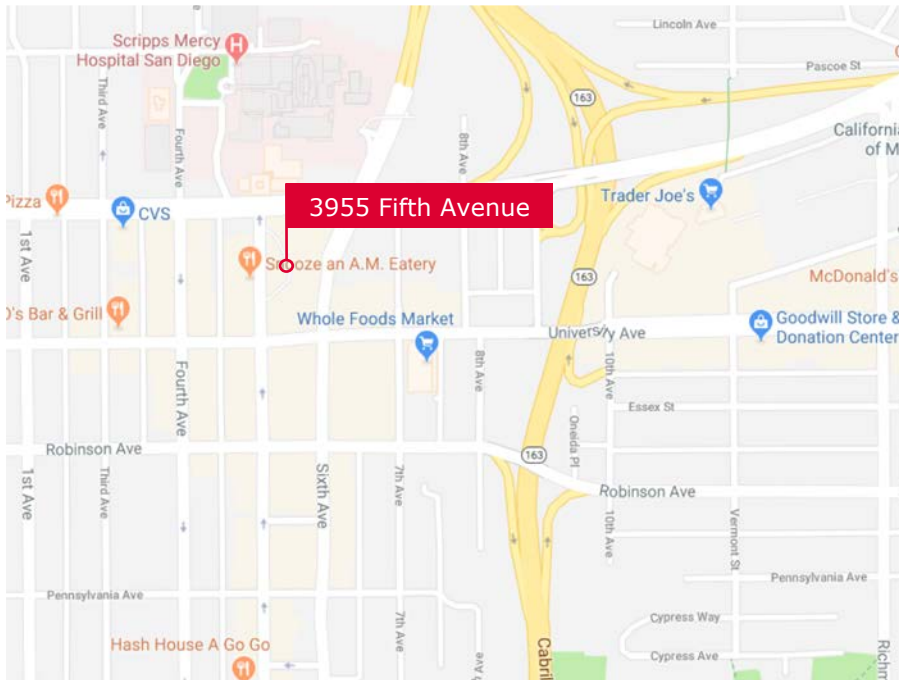 Lincoln Ave
Scripps Mercy
Hospital San Diego
H
Pascoe St
Third Ave
163
Fourth Ave
8th Ave
California
of M
Trader Joe's
Pizza
CVS
3955 Fifth Avenue
1st Ave
Snooze an A.M. Eatery
163
McDonald's
's Bar & Grill
Whole Foods Market
Goodwill Store &
Donation Center
University Ave
8th Ave
10th Ave
Fourth Ave
Essex St
Oneida Pl
Robinson Ave
163
1st Ave
Third Ave
Sixth Ave
7th Ave
Robinson Ave
10th Ave
Vermont St
Pennsylvania Ave
Pennsylvania Ave
7th Ave
Cypress Way
Hash House A Go Go
Cabril
Cypress Ave
Richm
Ave